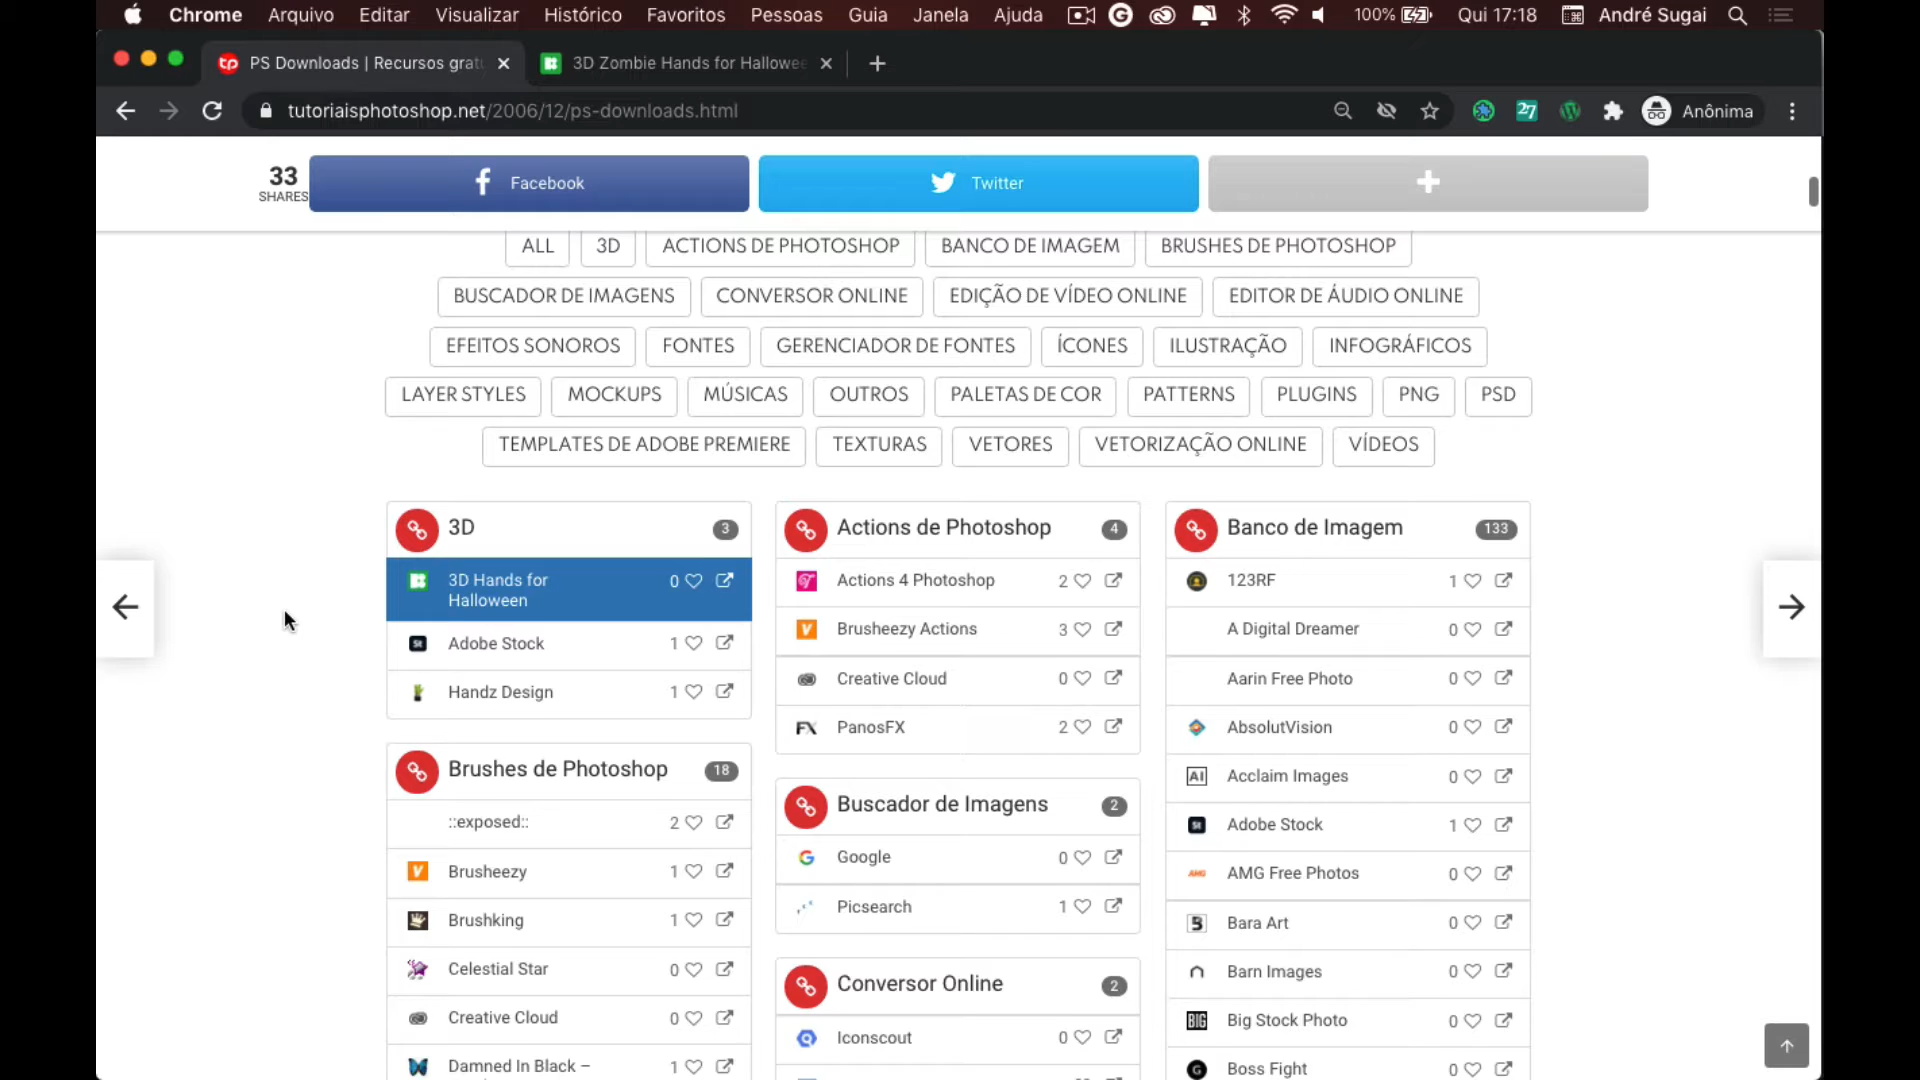 Chrome Arquivo Editar Visualizar Histórico Favoritos Pessoas Guia Janela Ajuda 100% Qui 17:18 André Sugai
PS Downloads | Recursos grat 3D Zombie Hands for Hallowe
tutoriaisphotoshop.net/2006/12/ps-downloads.html 27 Anônima
33
SHARES
Facebook
Twitter
ALL 3D ACTIONS DE PHOTOSHOP BANCO DE IMAGEM BRUSHES DE PHOTOSHOP
BUSCADOR DE IMAGENS CONVERSOR ONLINE EDIÇÃO DE VÍDEO ONLINE EDITOR DE ÁUDIO ONLINE
EFEITOS SONOROS FONTES GERENCIADOR DE FONTES ÍCONES ILUSTRAÇÃO INFOGRÁFICOS
LAYER STYLES MOCKUPS MÚSICAS OUTROS PALETAS DE COR PATTERNS PLUGINS PNG PSD
TEMPLATES DE ADOBE PREMIERE TEXTURAS VETORES VETORIZAÇÃO ONLINE VÍDEOS
3D 3
3D Hands for
Halloween 0
Adobe Stock 1
Handz Design 1
Brushes de Photoshop 18
::exposed:: 2
Brusheezy 1
Brushking 1
Celestial Star 0
Creative Cloud 0
Damned In Black – 1
Actions de Photoshop 4
Actions 4 Photoshop 2
Brusheezy Actions 3
Creative Cloud 0
PanosFX 2
Buscador de Imagens 2
Google 0
Picsearch 1
Conversor Online 2
Iconscout 0
Banco de Imagem 133
123RF 1
A Digital Dreamer 0
Aarin Free Photo 0
AbsolutVision 0
Acclaim Images 0
Adobe Stock 1
AMG Free Photos 0
Bara Art 0
Barn Images 0
Big Stock Photo 0
Boss Fight 0